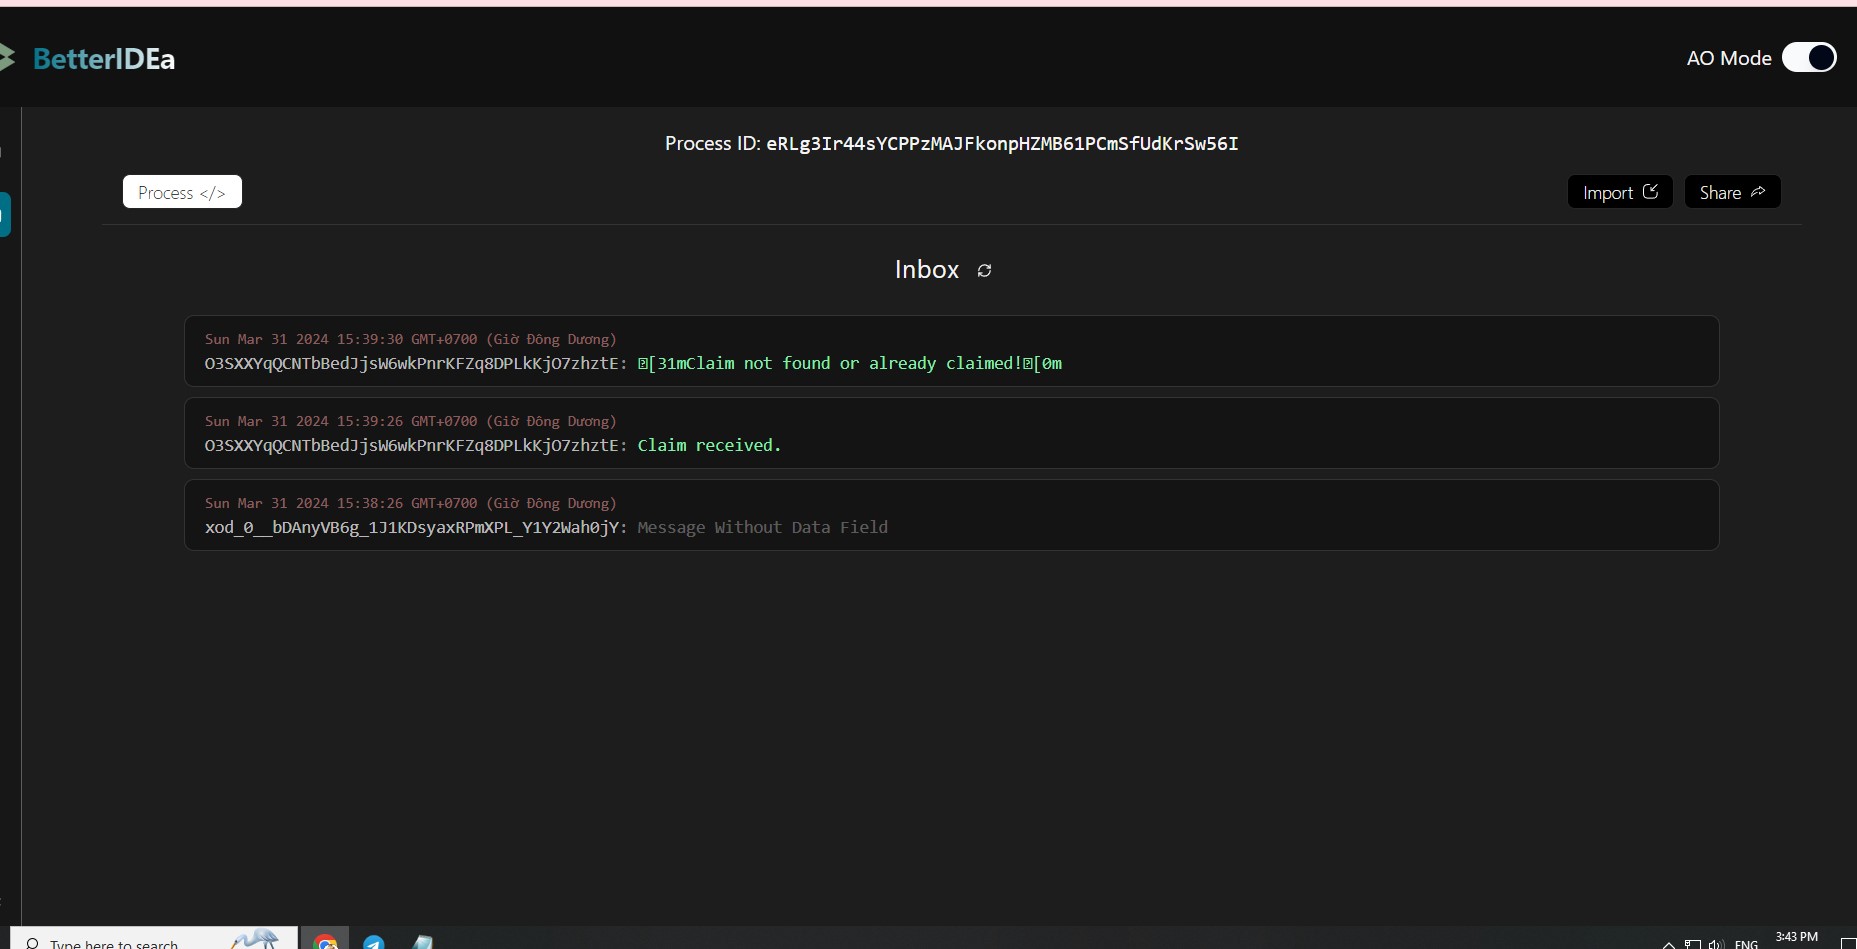 BetterIDEa
AO Mode
Process ID: eRLg3Ir44sYCPPzMAJFkonpHZMB61PCmSfUdKrSw56I
Process </>
Import
Share
Inbox
Sun Mar 31 2024 15:39:30 GMT+0700 (Giờ Đông Dương)
O3SXXYqQCNTbBedJjsW6wkPnrKFZq8DPLkKjO7zhztE: [31mClaim not found or already claimed![0m
Sun Mar 31 2024 15:39:26 GMT+0700 (Giờ Đông Dương)
O3SXXYqQCNTbBedJjsW6wkPnrKFZq8DPLkKjO7zhztE: Claim received.
Sun Mar 31 2024 15:38:26 GMT+0700 (Giờ Đông Dương)
xod_0__bDAnyVB6g_1J1KDsyaxRPmXPL_Y1Y2Wah0jY: Message Without Data Field
Type here to search
ENG
3:43 PM